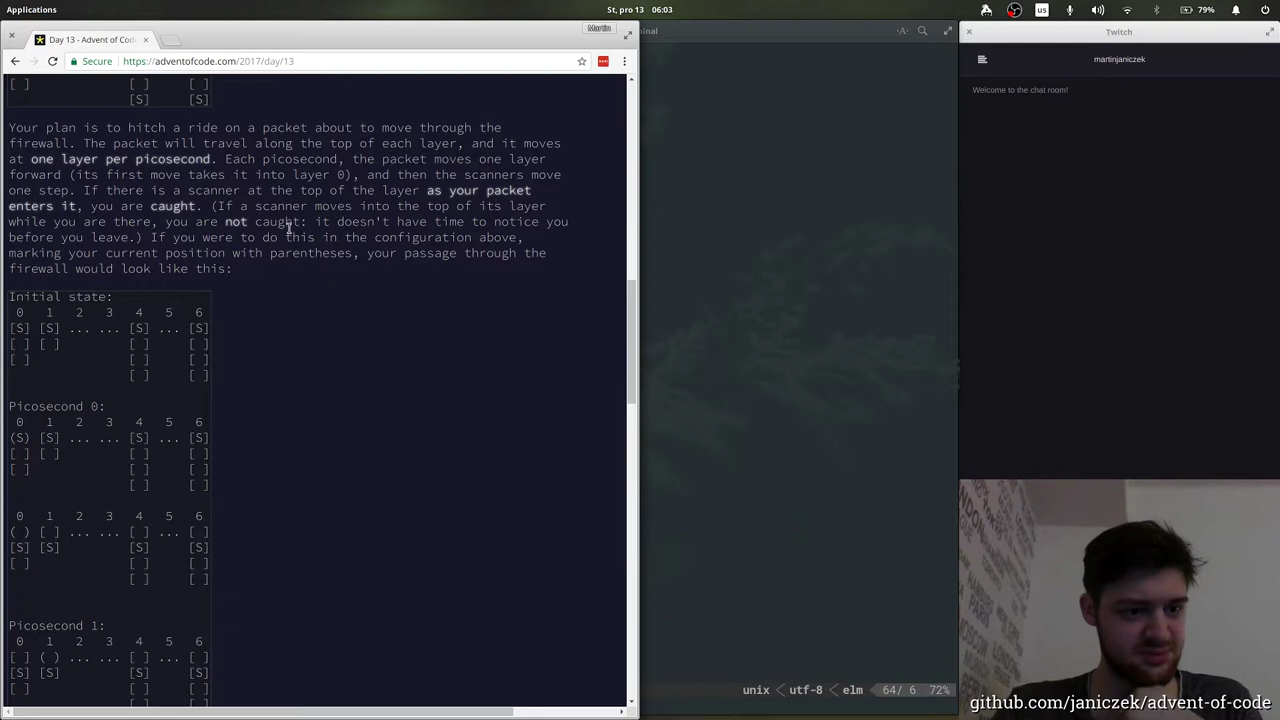 Applications
St, pro 13   06:03
us
79%
Martin
Day 13 - Advent of Cod
Secure
https://adventofcode.com/2017/day/13
minal
Twitch
martinjaniczek
Welcome to the chat room!
[ ]             [ ]     [ ]
                [S]     [S]
Your plan is to hitch a ride on a packet about to move through the
firewall. The packet will travel along the top of each layer, and it moves
at one layer per picosecond. Each picosecond, the packet moves one layer
forward (its first move takes it into layer 0), and then the scanners move
one step. If there is a scanner at the top of the layer as your packet
enters it, you are caught. (If a scanner moves into the top of its layer
while you are there, you are not caught: it doesn't have time to notice you
before you leave.) If you were to do this in the configuration above,
marking your current position with parentheses, your passage through the
firewall would look like this:
Initial state:
 0   1   2   3   4   5   6
[S] [S] ... ... [S] ... [S]
[ ] [ ]         [ ]     [ ]
[ ]             [ ]     [ ]
                [ ]     [ ]
Picosecond 0:
 0   1   2   3   4   5   6
(S) [S] ... ... [S] ... [S]
[ ] [ ]         [ ]     [ ]
[ ]             [ ]     [ ]
                [ ]     [ ]
 0   1   2   3   4   5   6
( ) [ ] ... ... [ ] ... [ ]
[S] [S]         [S]     [S]
[ ]             [ ]     [ ]
                [ ]     [ ]
Picosecond 1:
 0   1   2   3   4   5   6
[ ] ( ) ... ... [ ] ... [ ]
[S] [S]         [S]     [S]
[ ]             [ ]     [ ]
unix < utf-8 < elm   64/ 6   72%
github.com/janiczek/advent-of-code